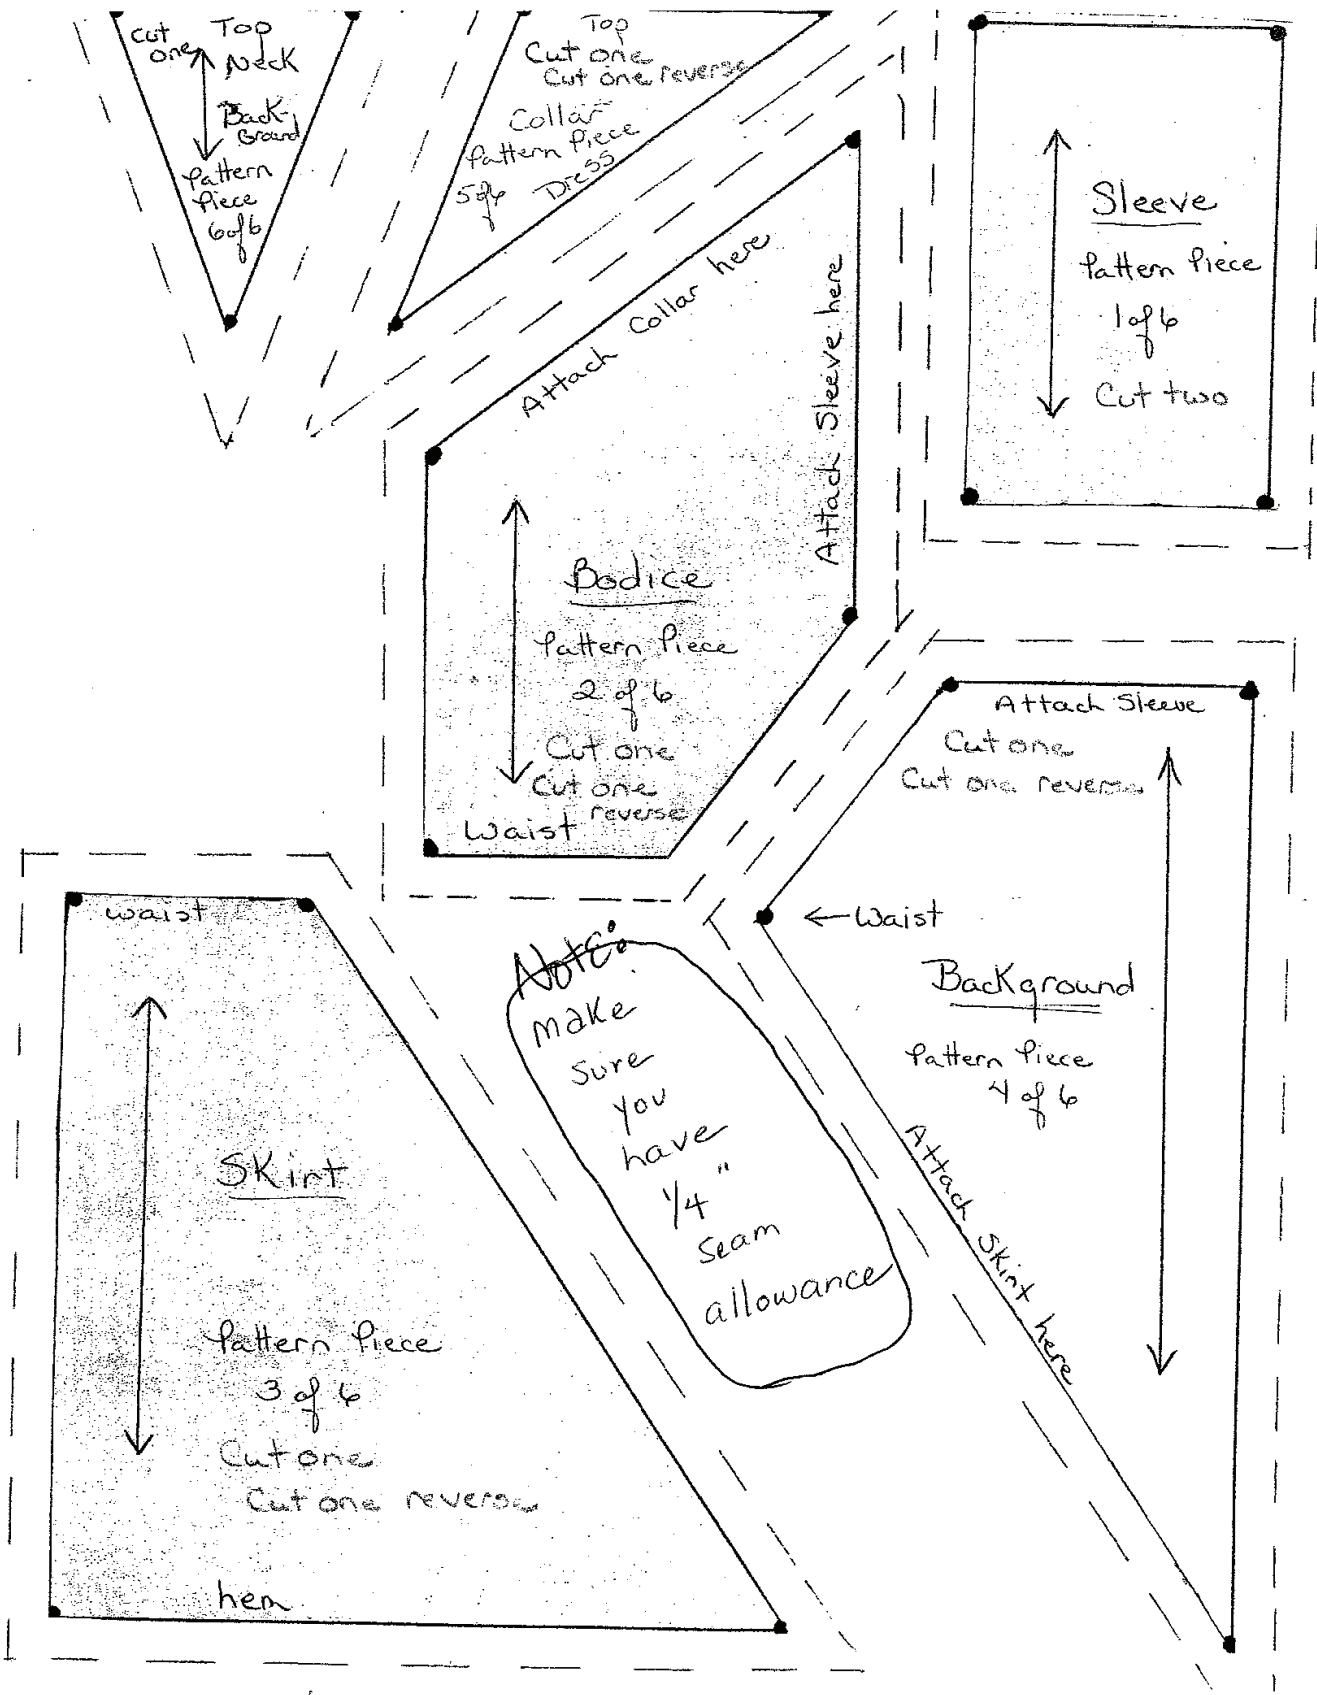 Cut
one
Top
Neck
Back-
Ground
Pattern
Piece
6 of 6
Top
Cut one
Cut one reverse
Collar
Pattern Piece
5 of 6
Dress
Sleeve
Pattern Piece
1 of 6
Cut two
Attach Collar here
Attach Sleeve here
Bodice
Pattern Piece
2 of 6
Cut one
Cut one
reverse
Waist
Attach Sleeve
Cut one
Cut one reverse
←Waist
Background
Pattern Piece
4 of 6
Attach Skirt here
waist
Skirt
Pattern Piece
3 of 6
Cut one
Cut one reverse
hem
Note:
make
sure
you
have
1/4"
seam
allowance